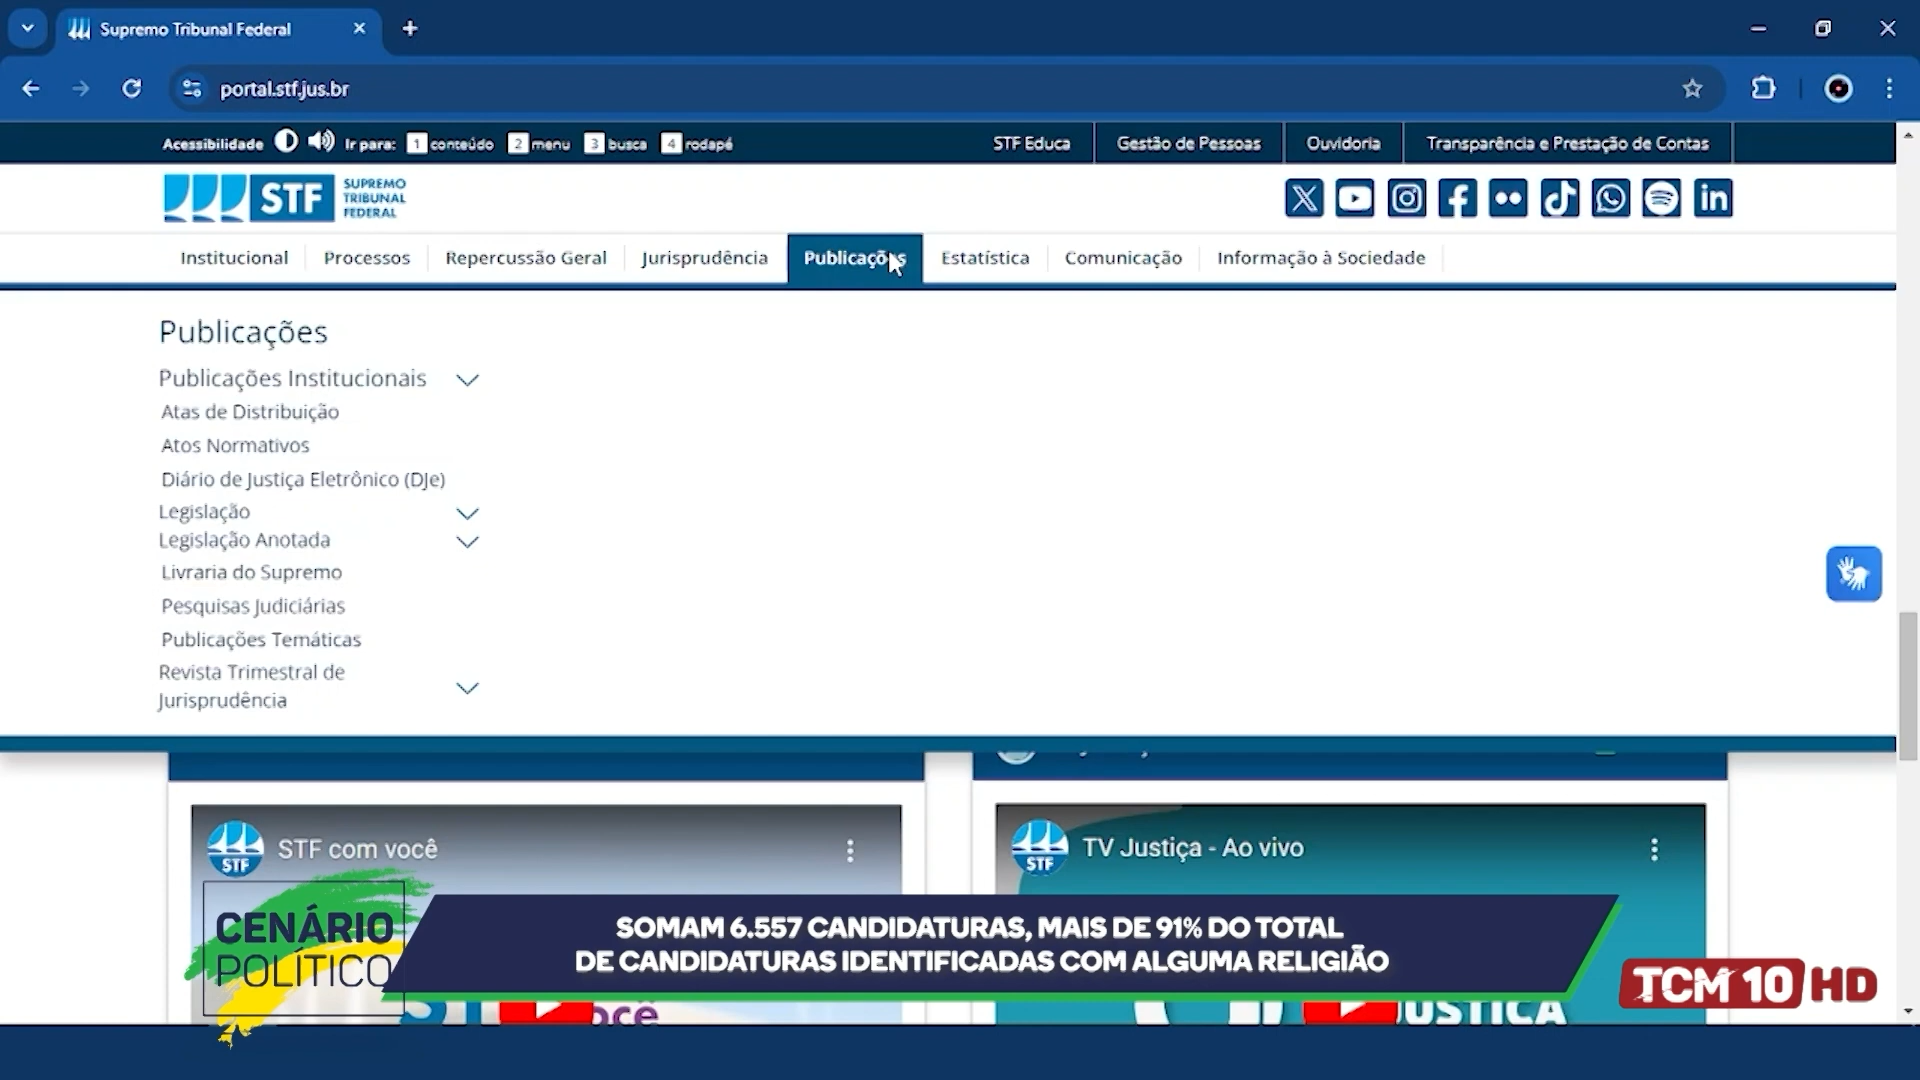 Supremo Tribunal Federal
portal.stf.jus.br
Acessibilidade Ir para: 1 conteúdo 2 menu 3 busca 4 rodapé STF Educa Gestão de Pessoas Ouvidoria Transparência e Prestação de Contas
STF SUPREMO
TRIBUNAL
FEDERAL
Institucional Processos Repercussão Geral Jurisprudência Publicações Estatística Comunicação Informação à Sociedade
Publicações
Publicações Institucionais
Atas de Distribuição
Atos Normativos
Diário de Justiça Eletrônico (DJe)
Legislação
Legislação Anotada
Livraria do Supremo
Pesquisas Judiciárias
Publicações Temáticas
Revista Trimestral de
Jurisprudência
STF STF com você
STF TV Justiça - Ao vivo
CENÁRIO
POLÍTICO
SOMAM 6.557 CANDIDATURAS, MAIS DE 91% DO TOTAL
DE CANDIDATURAS IDENTIFICADAS COM ALGUMA RELIGIÃO
TCM 10 HD